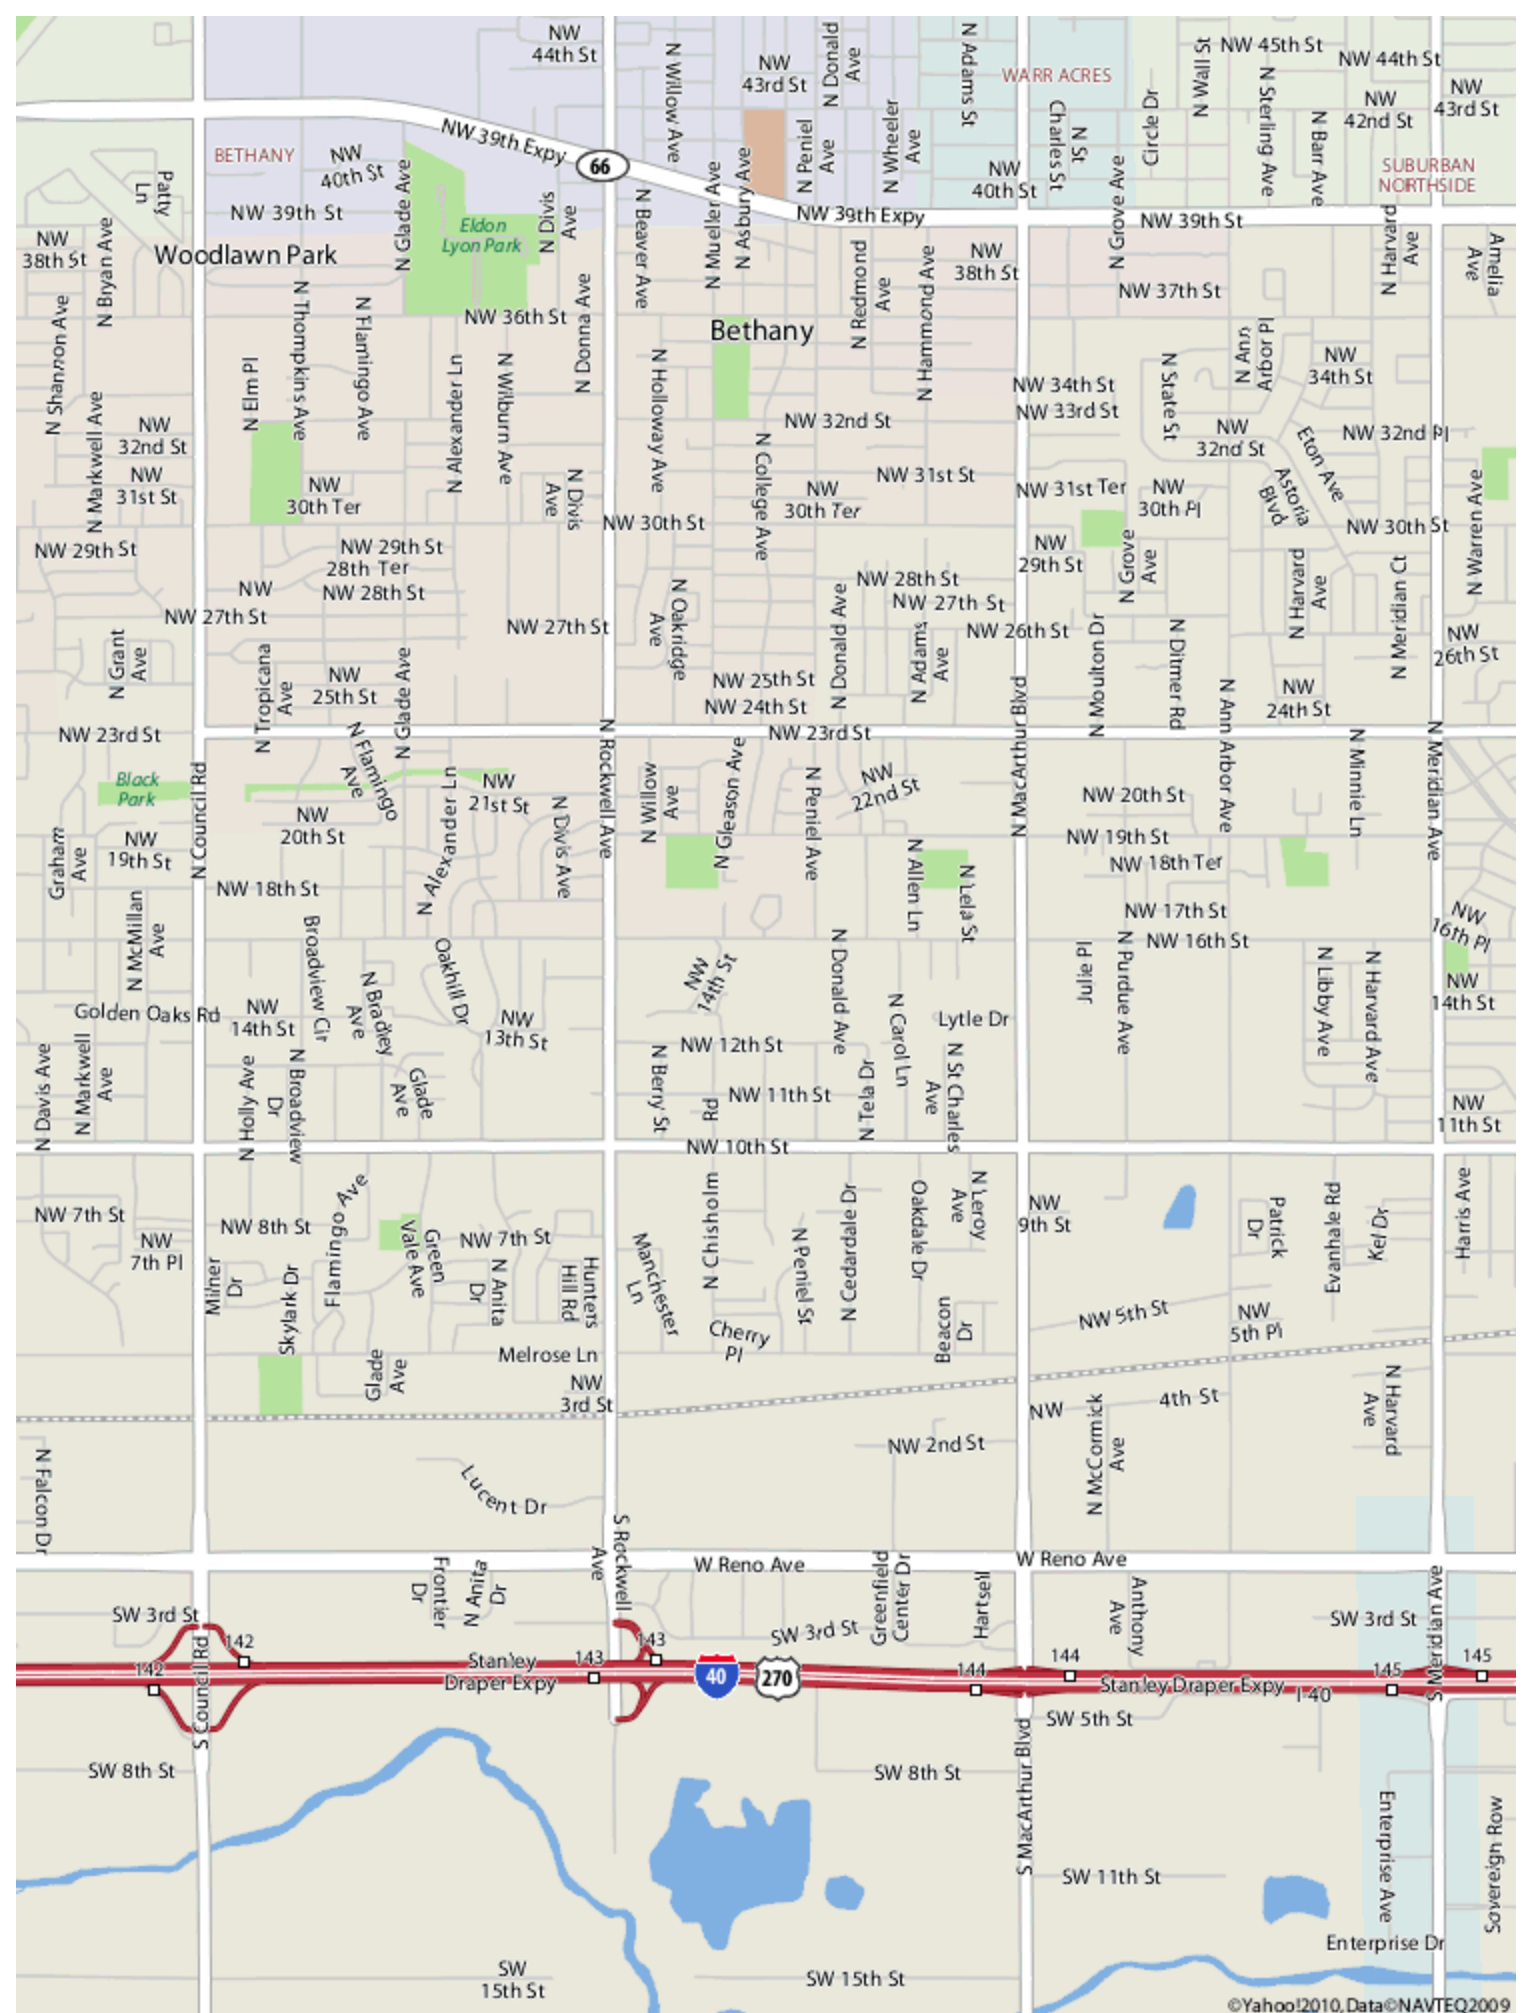 NW
44th St
N Willow Ave
NW
43rd St
N Donald
Ave
N Adams St
WARR ACRES
N Wall St
NW 45th St
NW 44th St
NW
43rd St
NW
42nd St
N Sterling Ave
N Barr Ave
Circle Dr
N St
Charles St
N Wheeler
Ave
N Peniel
Ave
NW 39th Expy
66
BETHANY
NW
40th St
N Glade Ave
NW
40th St
SUBURBAN
NORTHSIDE
Patty
Ln
NW 39th St
Eldon
Lyon Park
N Divis
Ave
N Beaver Ave
N Mueller Ave
N Asbury Ave
NW 39th Expy
N Grove Ave
NW 39th St
N Harvard
Ave
Amelia
Ave
NW
38th St
N Bryan Ave
Woodlawn Park
N Redmond
Ave
N Hammond Ave
NW
38th St
NW 37th St
N Shannon Ave
N Thompkins Ave
N Flamingo Ave
NW 36th St
N Donna Ave
Bethany
N Elm Pl
N Alexander Ln
N Wilburn Ave
N Holloway Ave
NW 34th St
NW 33rd St
N State St
N Ann
Arbor Pl
NW
34th St
N Markwell Ave
NW
32nd St
NW
31st St
NW
30th Ter
N Divis
Ave
N College Ave
NW 32nd St
NW 31st St
NW
30th Ter
NW 31st Ter
NW
30th Pl
NW
32nd St
Astoria
Blvd
Eton Ave
NW 32nd Pl
NW 30th St
N Warren Ave
NW 29th St
NW 29th St
28th Ter
NW
NW 28th St
NW 30th St
NW
29th St
N Grove
Ave
N Harvard
Ave
N Meridian Ct
NW 27th St
NW 27th St
N Oakridge
Ave
N Donald Ave
NW 28th St
NW 27th St
NW 26th St
N Adams
Ave
N Moulton Dr
N Ditmer Rd
NW
26th St
N Grant
Ave
N Tropicana
Ave
NW
25th St
N Glade Ave
NW 25th St
NW 24th St
N Ann Arbor Ave
NW
24th St
NW 23rd St
NW 23rd St
N Council Rd
N Flamingo
Ave
N Rockwell Ave
N MacArthur Blvd
N Minnie Ln
N Meridian Ave
Black
Park
NW
21st St
N Willow
Ave
N Gleeson Ave
N Peniel Ave
NW
22nd St
NW 20th St
NW
20th St
N Alexander Ln
N Divis Ave
NW 19th St
NW 18th Ter
Graham
Ave
NW
19th St
NW 18th St
N Allen Ln
N Lela St
NW 17th St
NW 16th St
NW
16th Pl
N McMillan
Ave
Broadview Cir
N Bradley
Ave
Oakhill Dr
NW
14th St
N Donald Ave
Julie Pl
N Purdue Ave
N Libby Ave
N Harvard Ave
NW
14th St
Golden Oaks Rd
NW
14th St
NW
13th St
NW 12th St
N Carol Ln
Lytle Dr
N Davis Ave
N Markwell
Ave
N Holly Ave
N Broadview
Dr
Glade
Ave
N Berry St
NW 11th St
N Tela Dr
N St Charles
Ave
NW
11th St
NW 10th St
N Chisholm
Rd
NW 7th St
NW
7th Pl
NW 8th St
Flamingo Ave
Green
Vale Ave
NW 7th St
N Cedardale Dr
Oakdale Dr
N Leroy
Ave
NW
9th St
Patrick
Dr
Evanhale Rd
Kel Dr
Harris Ave
Milner
Dr
Skylark Dr
N Anita
Dr
Hunters
Hill Rd
Manchester
Ln
N Peniel St
Cherry
Pl
Beacon
Dr
NW 5th St
NW
5th Pl
Glade
Ave
Melrose Ln
NW
3rd St
NW
4th St
N Harvard
Ave
N McCormick
Ave
NW 2nd St
N Falcon Dr
Lucent Dr
S Rockwell
Ave
W Reno Ave
W Reno Ave
Frontier
Dr
N Anita
Dr
Greenfield
Center Dr
Hartsell
Anthony
Ave
S Meridian Ave
SW 3rd St
SW 3rd St
SW 3rd St
142
142
143
143
144
144
145
145
Stanley
Draper Expy
40
270
Stanley Draper Expy
I-40
S Council Rd
SW 5th St
S MacArthur Blvd
SW 8th St
SW 8th St
SW 11th St
Enterprise Ave
Sovereign Row
Enterprise Dr
SW
15th St
SW 15th St
©Yahoo!2010, Data©NAVTEQ2009